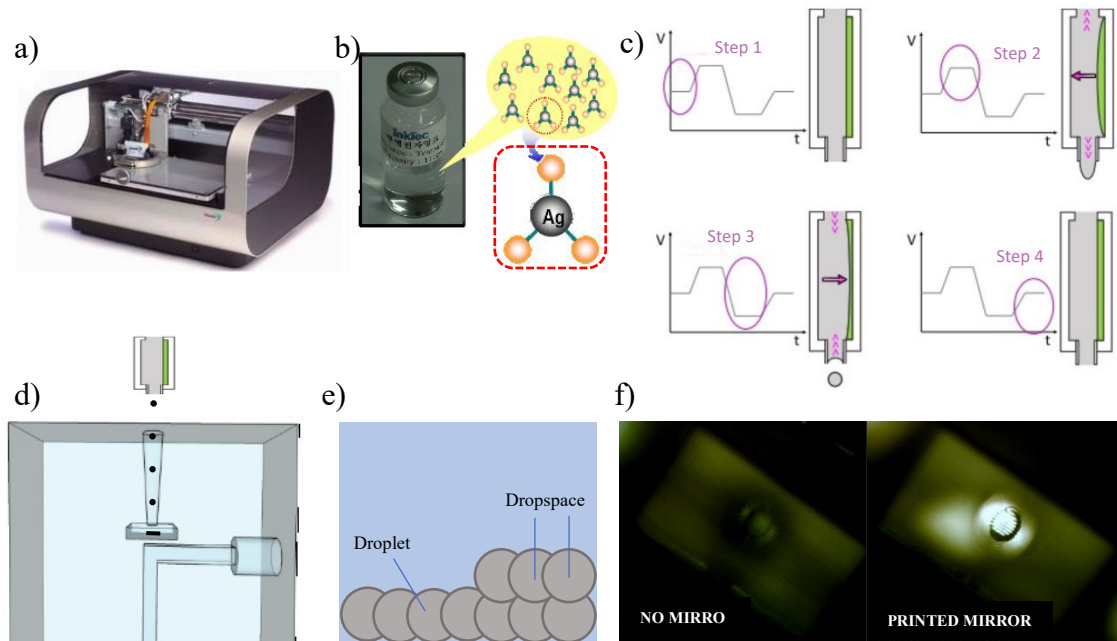 a)
b)
InkTec
Ag
c)
V
Step 1
t
V
Step 2
t
V
Step 3
t
V
Step 4
t
d)
e)
Dropspace
Droplet
f)
NO MIRRO
PRINTED MIRROR